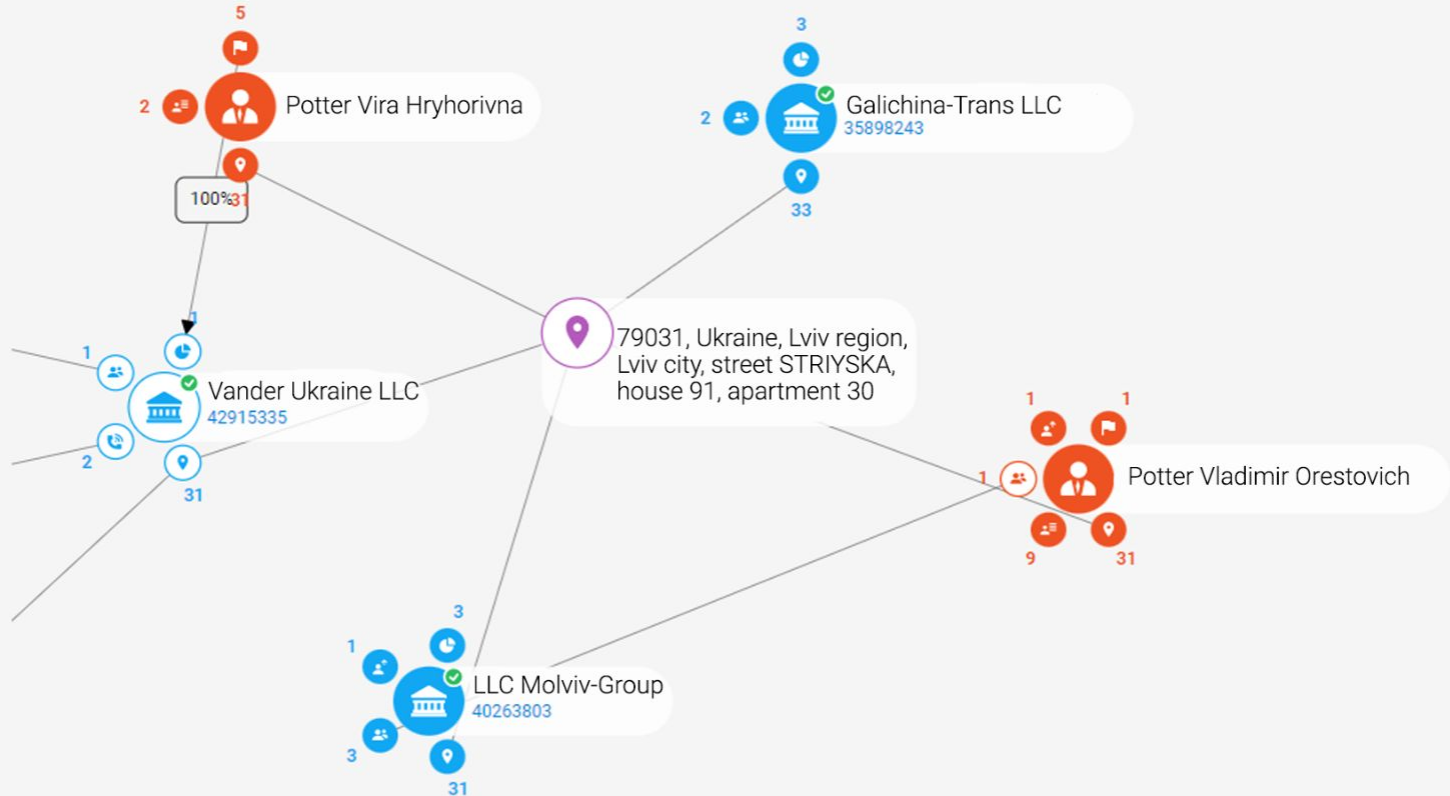 5
2
Potter Vira Hryhorivna
100%
31
3
2
Galichina-Trans LLC
35898243
33
79031, Ukraine, Lviv region,
Lviv city, street STRIYSKA,
house 91, apartment 30
1
1
Vander Ukraine LLC
42915335
2
31
1
1
1
Potter Vladimir Orestovich
9
31
3
1
LLC Molviv-Group
40263803
3
31